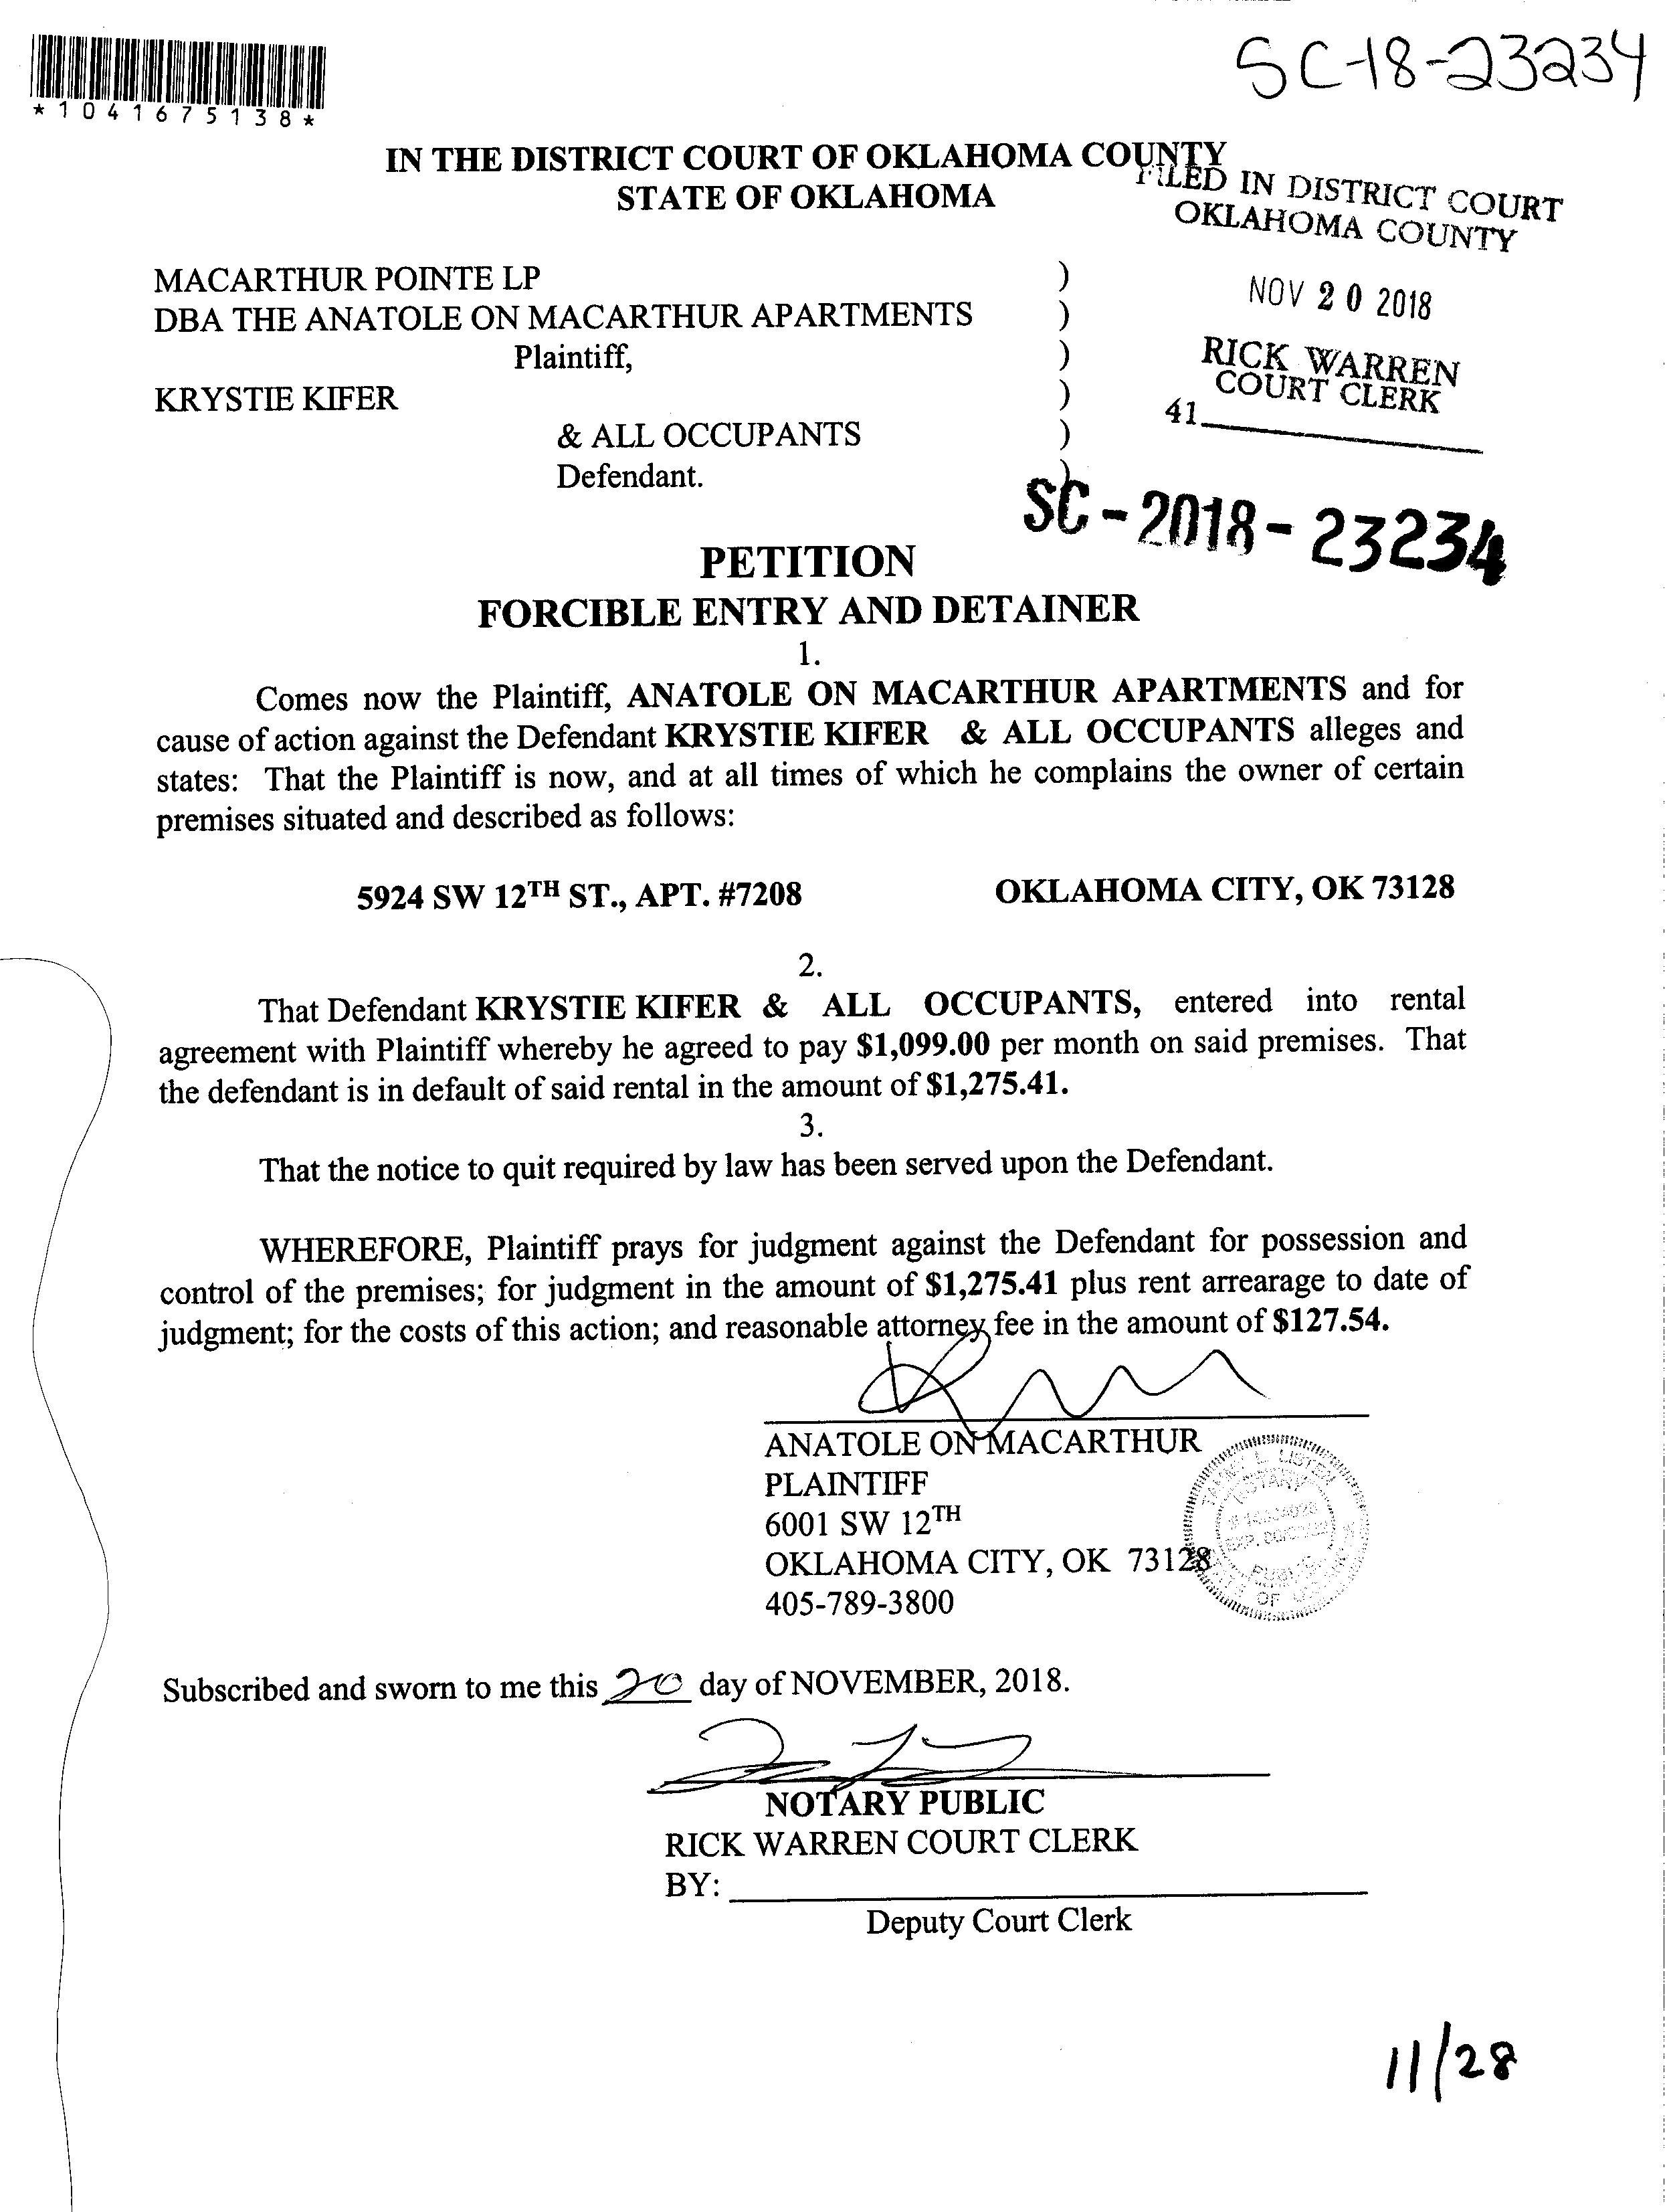 SC-18-23234
*1041675138*
IN THE DISTRICT COURT OF OKLAHOMA COUNTY
STATE OF OKLAHOMA
FILED IN DISTRICT COURT
OKLAHOMA COUNTY
NOV 20 2018
RICK WARREN
COURT CLERK
41
MACARTHUR POINTE LP )
DBA THE ANATOLE ON MACARTHUR APARTMENTS )
Plaintiff, )
KRYSTIE KIFER )
& ALL OCCUPANTS )
Defendant. )
SC-2018-23234
PETITION
FORCIBLE ENTRY AND DETAINER
1.
Comes now the Plaintiff, ANATOLE ON MACARTHUR APARTMENTS and for
cause of action against the Defendant KRYSTIE KIFER & ALL OCCUPANTS alleges and
states: That the Plaintiff is now, and at all times of which he complains the owner of certain
premises situated and described as follows:
5924 SW 12TH ST., APT. #7208 OKLAHOMA CITY, OK 73128
2.
That Defendant KRYSTIE KIFER & ALL OCCUPANTS, entered into rental
agreement with Plaintiff whereby he agreed to pay $1,099.00 per month on said premises. That
the defendant is in default of said rental in the amount of $1,275.41.
3.
That the notice to quit required by law has been served upon the Defendant.
WHEREFORE, Plaintiff prays for judgment against the Defendant for possession and
control of the premises; for judgment in the amount of $1,275.41 plus rent arrearage to date of
judgment; for the costs of this action; and reasonable attorney fee in the amount of $127.54.
ANATOLE ON MACARTHUR
PLAINTIFF
6001 SW 12TH
OKLAHOMA CITY, OK 73128
405-789-3800
NOTARY
PUBLIC
OF
Subscribed and sworn to me this 20 day of NOVEMBER, 2018.
NOTARY PUBLIC
RICK WARREN COURT CLERK
BY:
Deputy Court Clerk
11/28